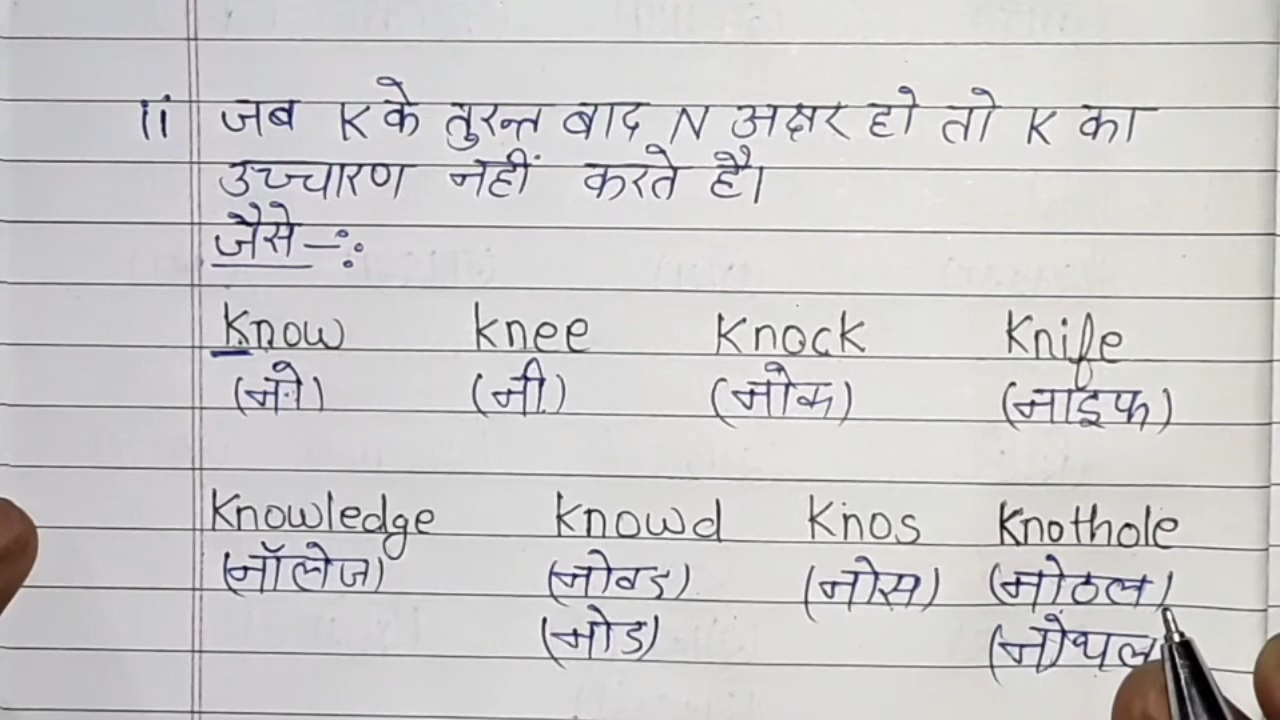 ii जब K के तुरन्त बाद N अक्षर हो तो K का
उच्चारण नहीं करते है।
जैसे -:
Know knee Knock Knife
(नो) (नी) (नोक) (नाइफ)
Knowledge knowd Knos Knothole
(नॉलेज) (नोवड) (नोस) (नोठल)
(नोड) (नोथल